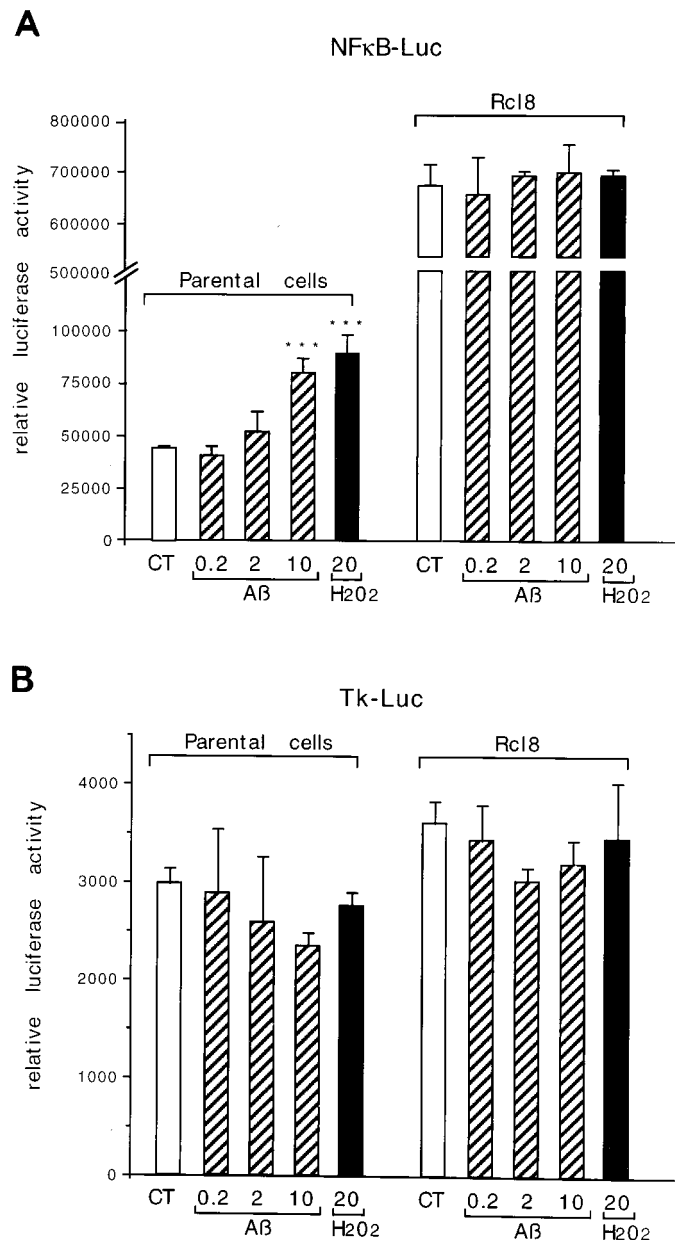 A
NFκB-Luc
Rcl8
800000
700000
600000
500000
Parental cells
100000
75000
50000
25000
0
relative luciferase activity
* * *
* * *
CT 0.2 2 10 20 CT 0.2 2 10 20
Aß H2O2 Aß H2O2
B
Tk-Luc
Parental cells Rcl8
4000
3000
2000
1000
0
relative luciferase activity
CT 0.2 2 10 20 CT 0.2 2 10 20
Aß H2O2 Aß H2O2